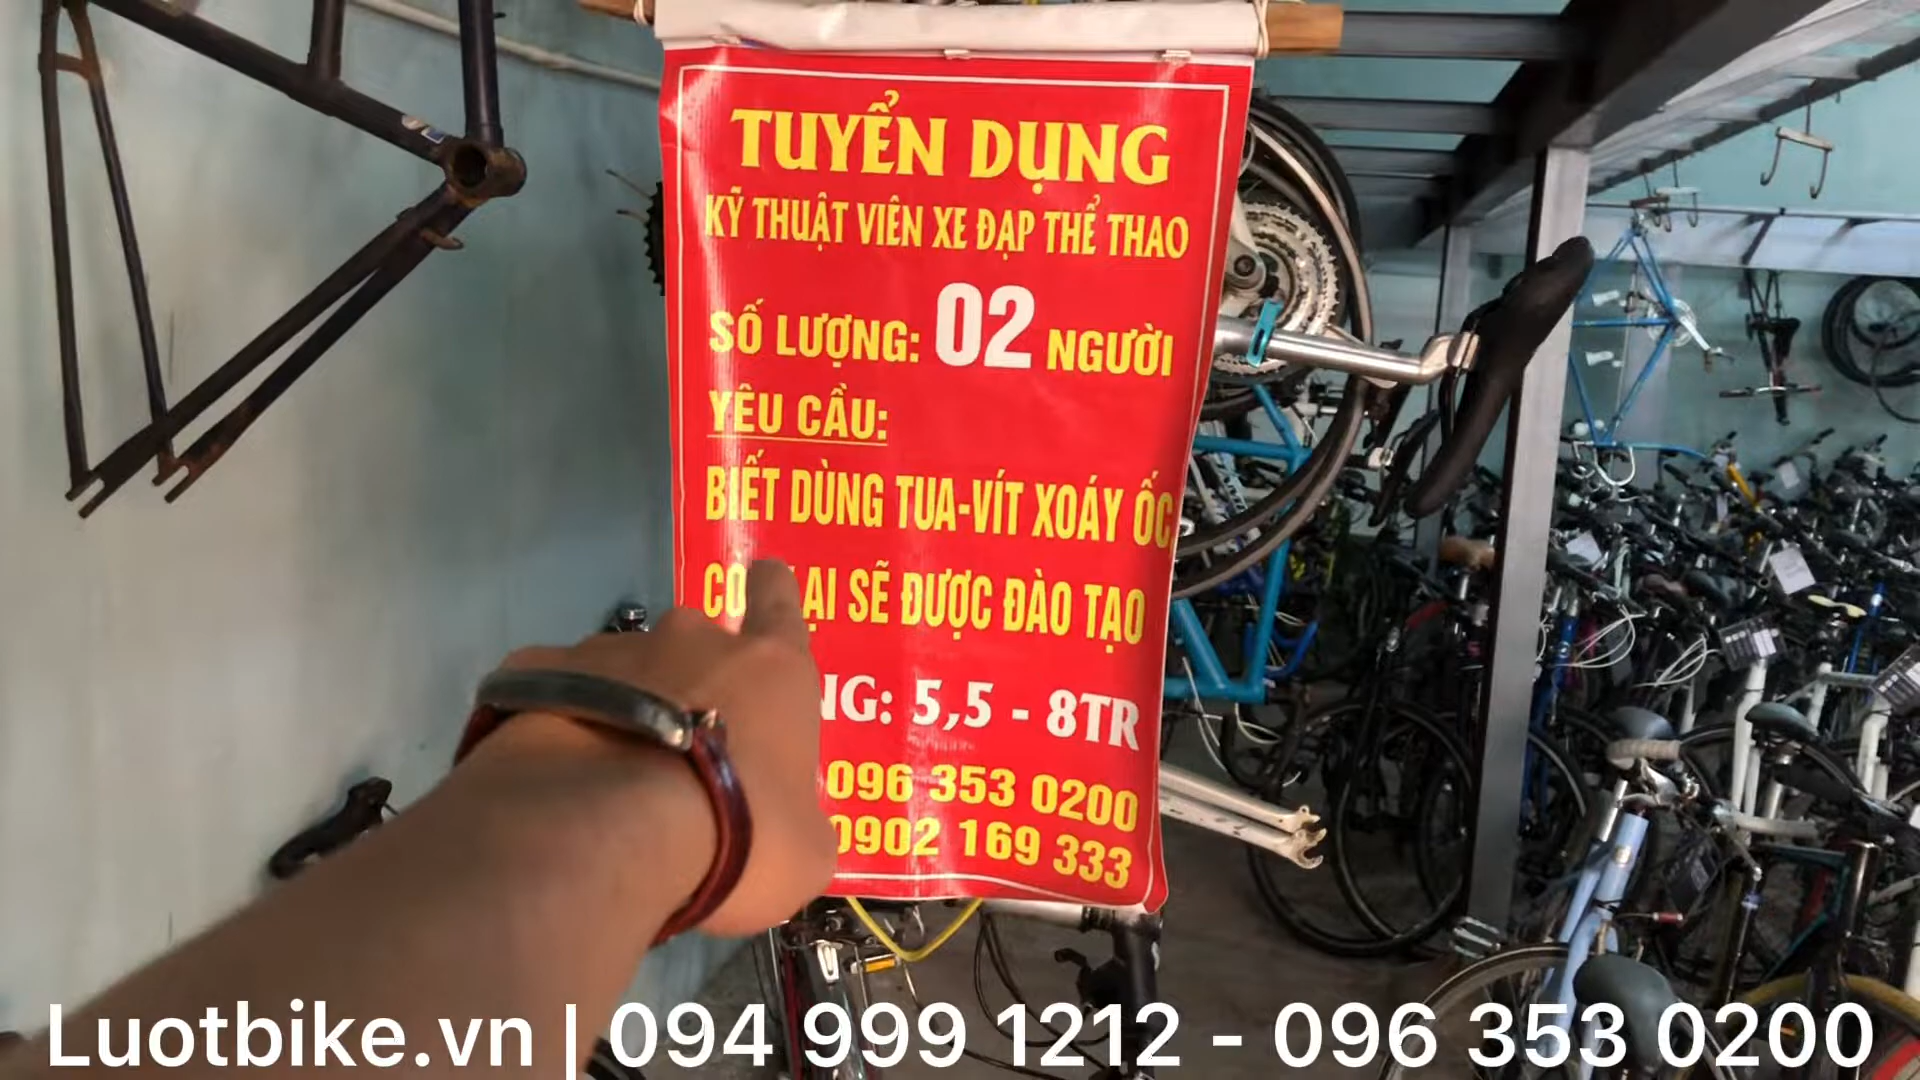 TUYỂN DỤNG
KỸ THUẬT VIÊN XE ĐẠP THỂ THAO
SỐ LƯỢNG: 02 NGƯỜI
YÊU CẦU:
BIẾT DÙNG TUA-VÍT XOÁY ỐC
SẼ ĐƯỢC ĐÀO TẠO
5,5 - 8TR
096 353 0200
0902 169 333
Luotbike.vn | 094 999 1212 - 096 353 0200